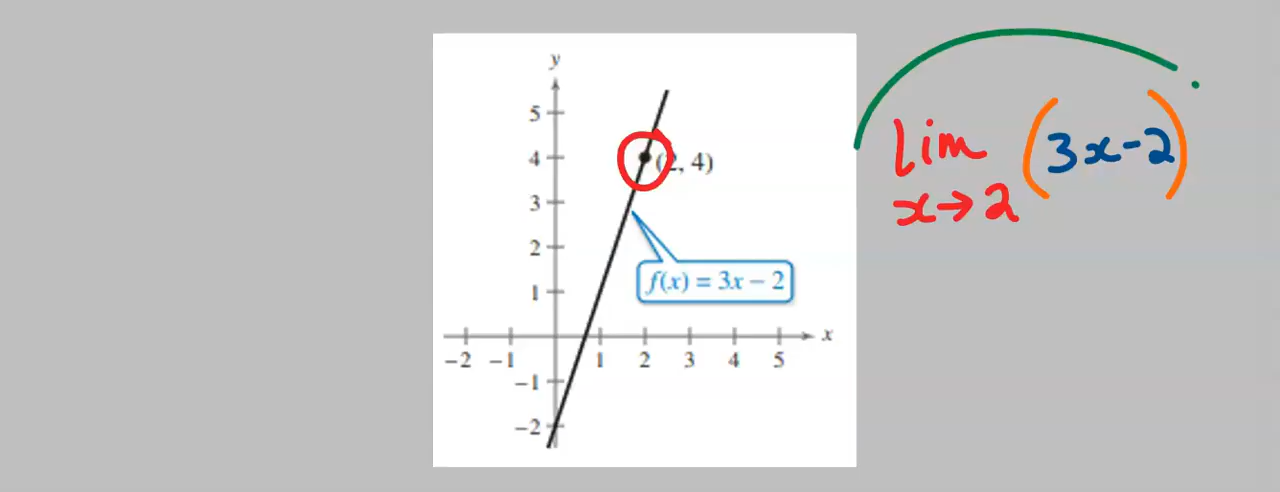 y
5
4
(2, 4)
3
2
f(x) = 3x − 2
1
x
−2 −1 1 2 3 4 5
−1
−2
lim (3x-2)
x→2